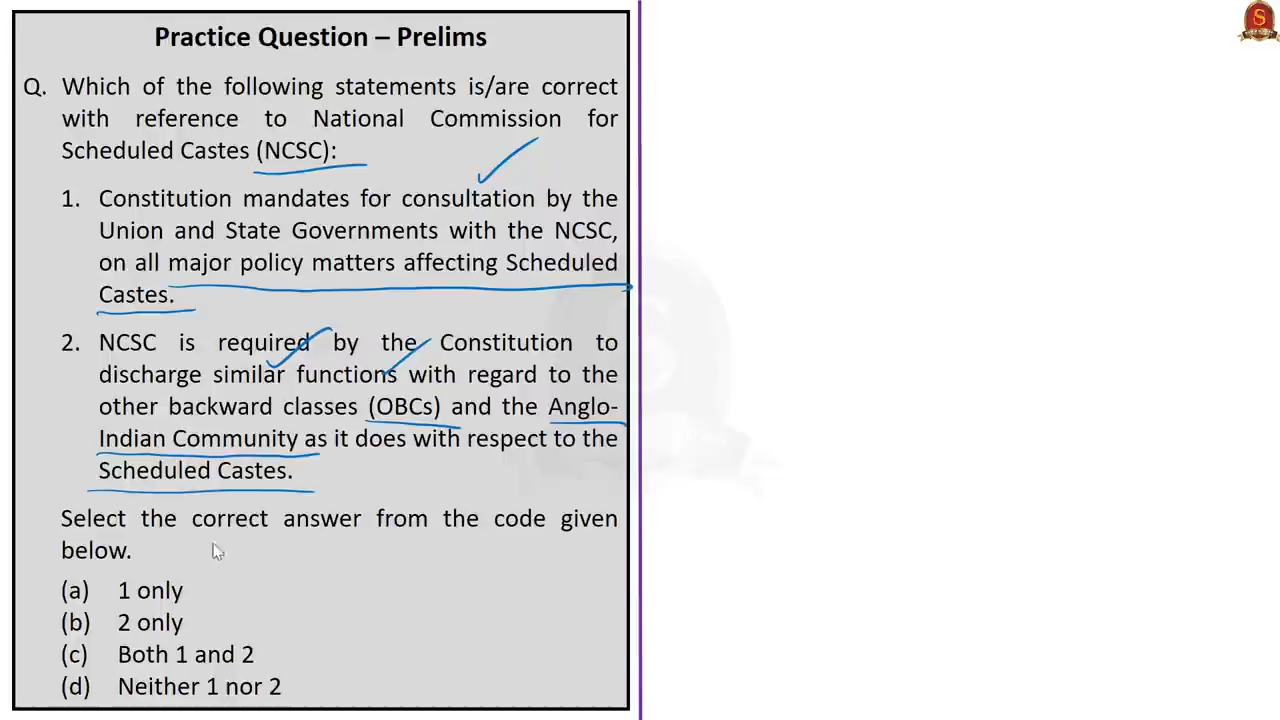 Practice Question – Prelims
Q. Which of the following statements is/are correct
with reference to National Commission for
Scheduled Castes (NCSC):
1. Constitution mandates for consultation by the
Union and State Governments with the NCSC,
on all major policy matters affecting Scheduled
Castes.
2. NCSC is required by the Constitution to
discharge similar functions with regard to the
other backward classes (OBCs) and the Anglo-
Indian Community as it does with respect to the
Scheduled Castes.
Select the correct answer from the code given
below.
(a) 1 only
(b) 2 only
(c) Both 1 and 2
(d) Neither 1 nor 2
S